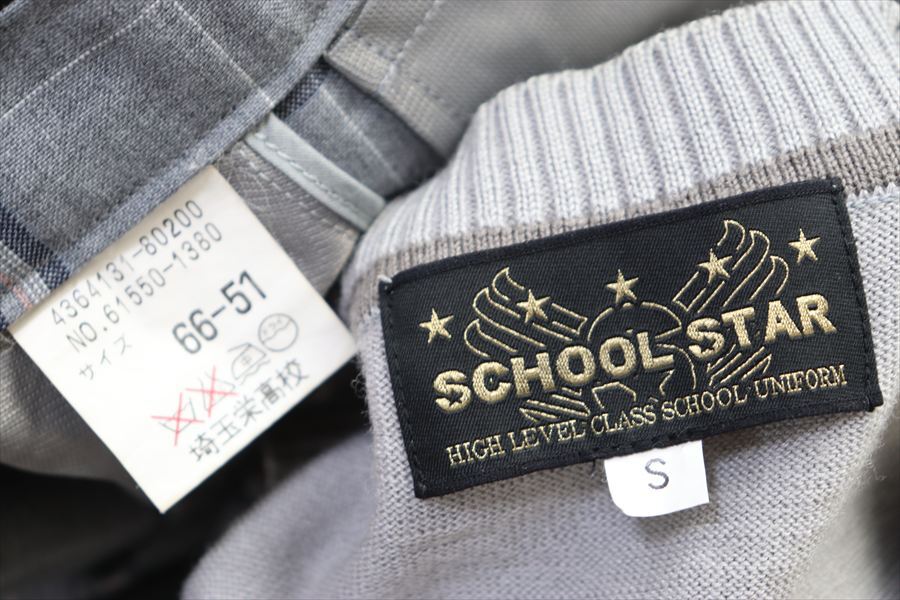 4364131-80200
NO.61550-1380
サイズ 66-51
埼玉栄高校
SCHOOL STAR
HIGH LEVEL CLASS SCHOOL UNIFORM
S